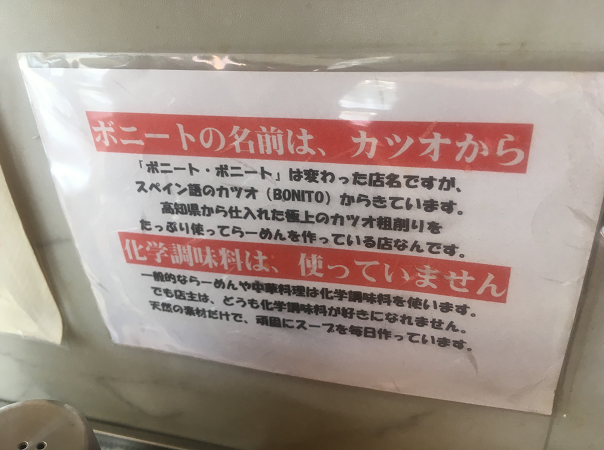 ボニートの名前は、カツオから
「ボニート・ボニート」は変わった店名ですが、
スペイン語のカツオ（BONITO）からきています。
高知県から仕入れた極上のカツオ粗削りを
たっぷり使ってらーめんを作っている店なんです。
化学調味料は、使っていません
一般的ならーめんや中華料理は化学調味料を使います。
でも店主は、どうも化学調味料が好きになれません。
天然の素材だけで、頑固にスープを毎日作っています。